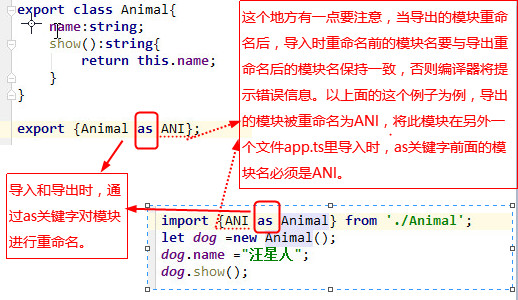 export class Animal{
name:string;
show():string{
return this.name;
}
}
export {Animal as ANI};
这个地方有一点要注意，当导出的模块重命
名后，导入时重命名前的模块名要与导出重
命名后的模块名保持一致，否则编译器将提
示错误信息。以上面的这个例子为例，导出
的模块被重命名为ANI，将此模块在另外一
个文件app.ts里导入时，as关键字前面的模
块名必须是ANI。
导入和导出时，通
过as关键字对模块
进行重命名。
import {ANI as Animal} from './Animal';
let dog =new Animal();
dog.name ="汪星人";
dog.show();